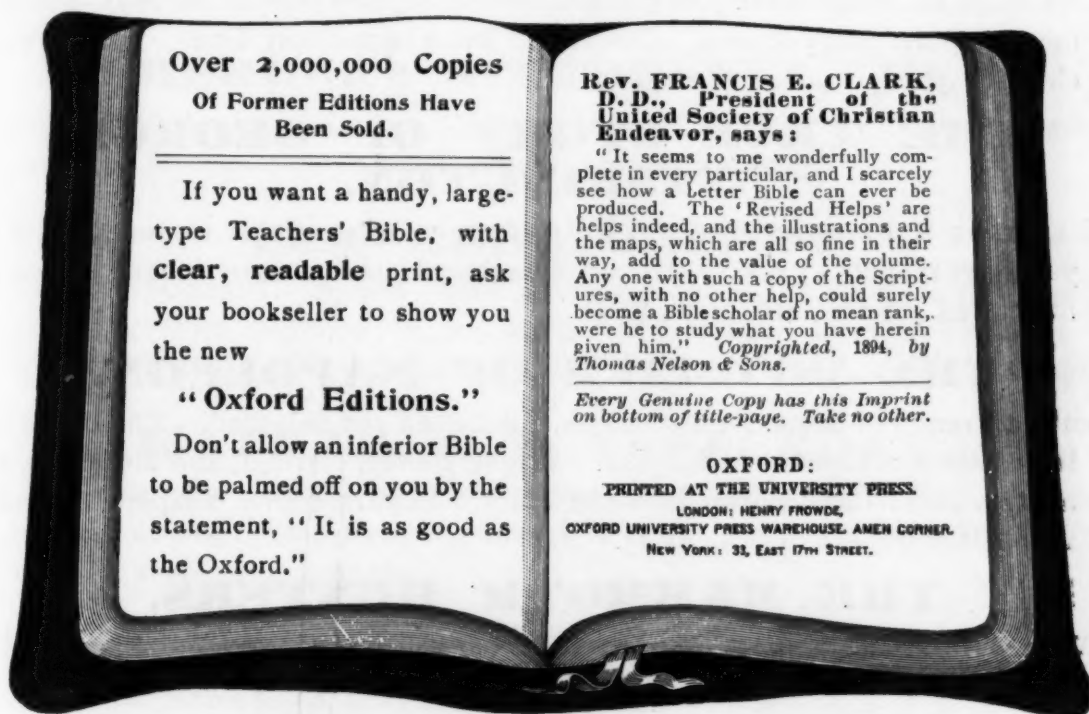 Over 2,000,000 Copies
Of Former Editions Have
Been Sold.
If you want a handy, large-
type Teachers' Bible, with
clear, readable print, ask
your bookseller to show you
the new
“Oxford Editions.”
Don't allow an inferior Bible
to be palmed off on you by the
statement, “It is as good as
the Oxford.”
Rev. FRANCIS E. CLARK,
D. D., President of the
United Society of Christian
Endeavor, says:
“It seems to me wonderfully com-
plete in every particular, and I scarcely
see how a Letter Bible can ever be
produced. The ‘Revised Helps’ are
helps indeed, and the illustrations and
the maps, which are all so fine in their
way, add to the value of the volume.
Any one with such a copy of the Script-
ures, with no other help, could surely
become a Bible scholar of no mean rank,
were he to study what you have herein
given him.” Copyrighted, 1894, by
Thomas Nelson & Sons.
Every Genuine Copy has this Imprint
on bottom of title-page. Take no other.
OXFORD:
PRINTED AT THE UNIVERSITY PRESS.
LONDON: HENRY FROWDE,
OXFORD UNIVERSITY PRESS WAREHOUSE. AMEN CORNER.
NEW YORK: 33, EAST 17TH STREET.